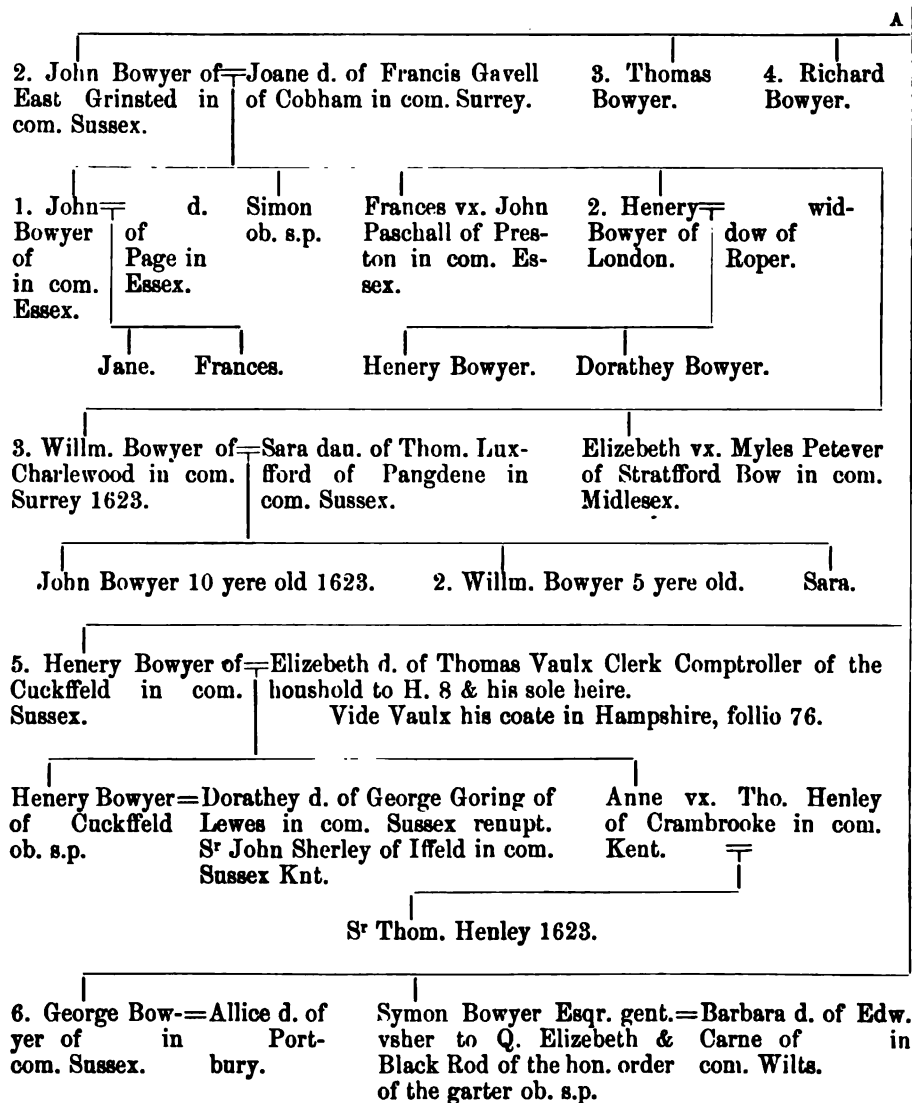 A
2. John Bowyer of Joane d. of Francis Gavell 3. Thomas 4. Richard
East Grinsted in of Cobham in com. Surrey. Bowyer. Bowyer.
com. Sussex.
1. John d. Simon Frances vx. John 2. Henery wid-
Bowyer of ob. s.p. Paschall of Pres- Bowyer of dow of
of Page in ton in com. Es- London. Roper.
in com. Essex. sex.
Essex.
Jane. Frances. Henery Bowyer. Dorathey Bowyer.
3. Willm. Bowyer of Sara dau. of Thom. Lux- Elizebeth vx. Myles Petever
Charlewood in com. fford of Pangdene in of Stratfford Bow in com.
Surrey 1623. com. Sussex. Midlesex.
John Bowyer 10 yere old 1623. 2. Willm. Bowyer 5 yere old. Sara.
5. Henery Bowyer of Elizebeth d. of Thomas Vaulx Clerk Comptroller of the
Cuckffeld in com. houshold to H. 8 & his sole heire.
Sussex. Vide Vaulx his coate in Hampshire, follio 76.
Henery Bowyer=Dorathey d. of George Goring of Anne vx. Tho. Henley
of Cuckffeld Lewes in com. Sussex renupt. of Crambrooke in com.
ob. s.p. Sr John Sherley of Iffeld in com. Kent.
Sussex Knt.
Sr Thom. Henley 1623.
6. George Bow-=Allice d. of Symon Bowyer Esqr. gent.=Barbara d. of Edw.
yer of in Port- vsher to Q. Elizebeth & Carne of in
com. Sussex. bury. Black Rod of the hon. order com. Wilts.
of the garter ob. s.p.